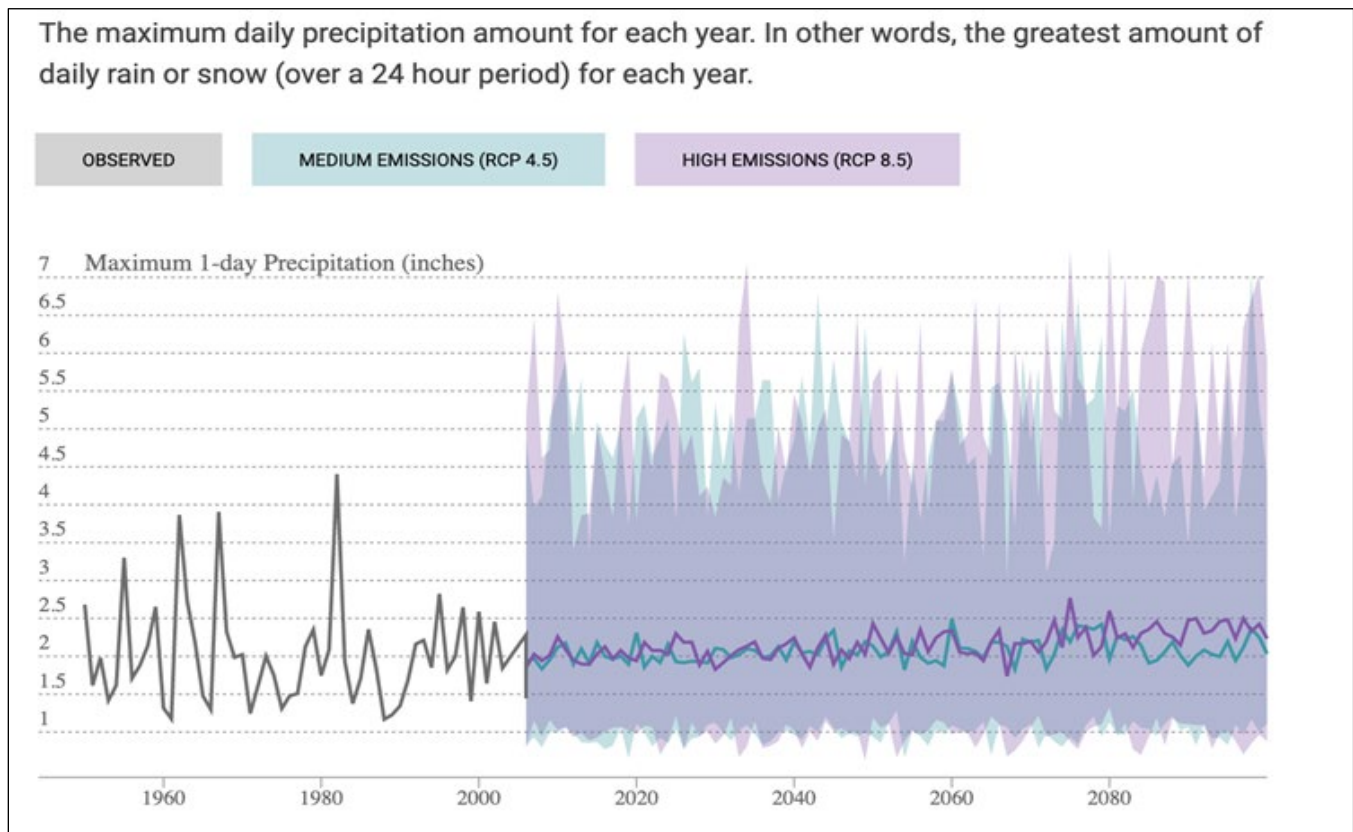 The maximum daily precipitation amount for each year. In other words, the greatest amount of
daily rain or snow (over a 24 hour period) for each year.
OBSERVED
MEDIUM EMISSIONS (RCP 4.5)
HIGH EMISSIONS (RCP 8.5)
7 Maximum 1-day Precipitation (inches)
6.5
6
5.5
5
4.5
4
3.5
3
2.5
2
1.5
1
1960 1980 2000 2020 2040 2060 2080